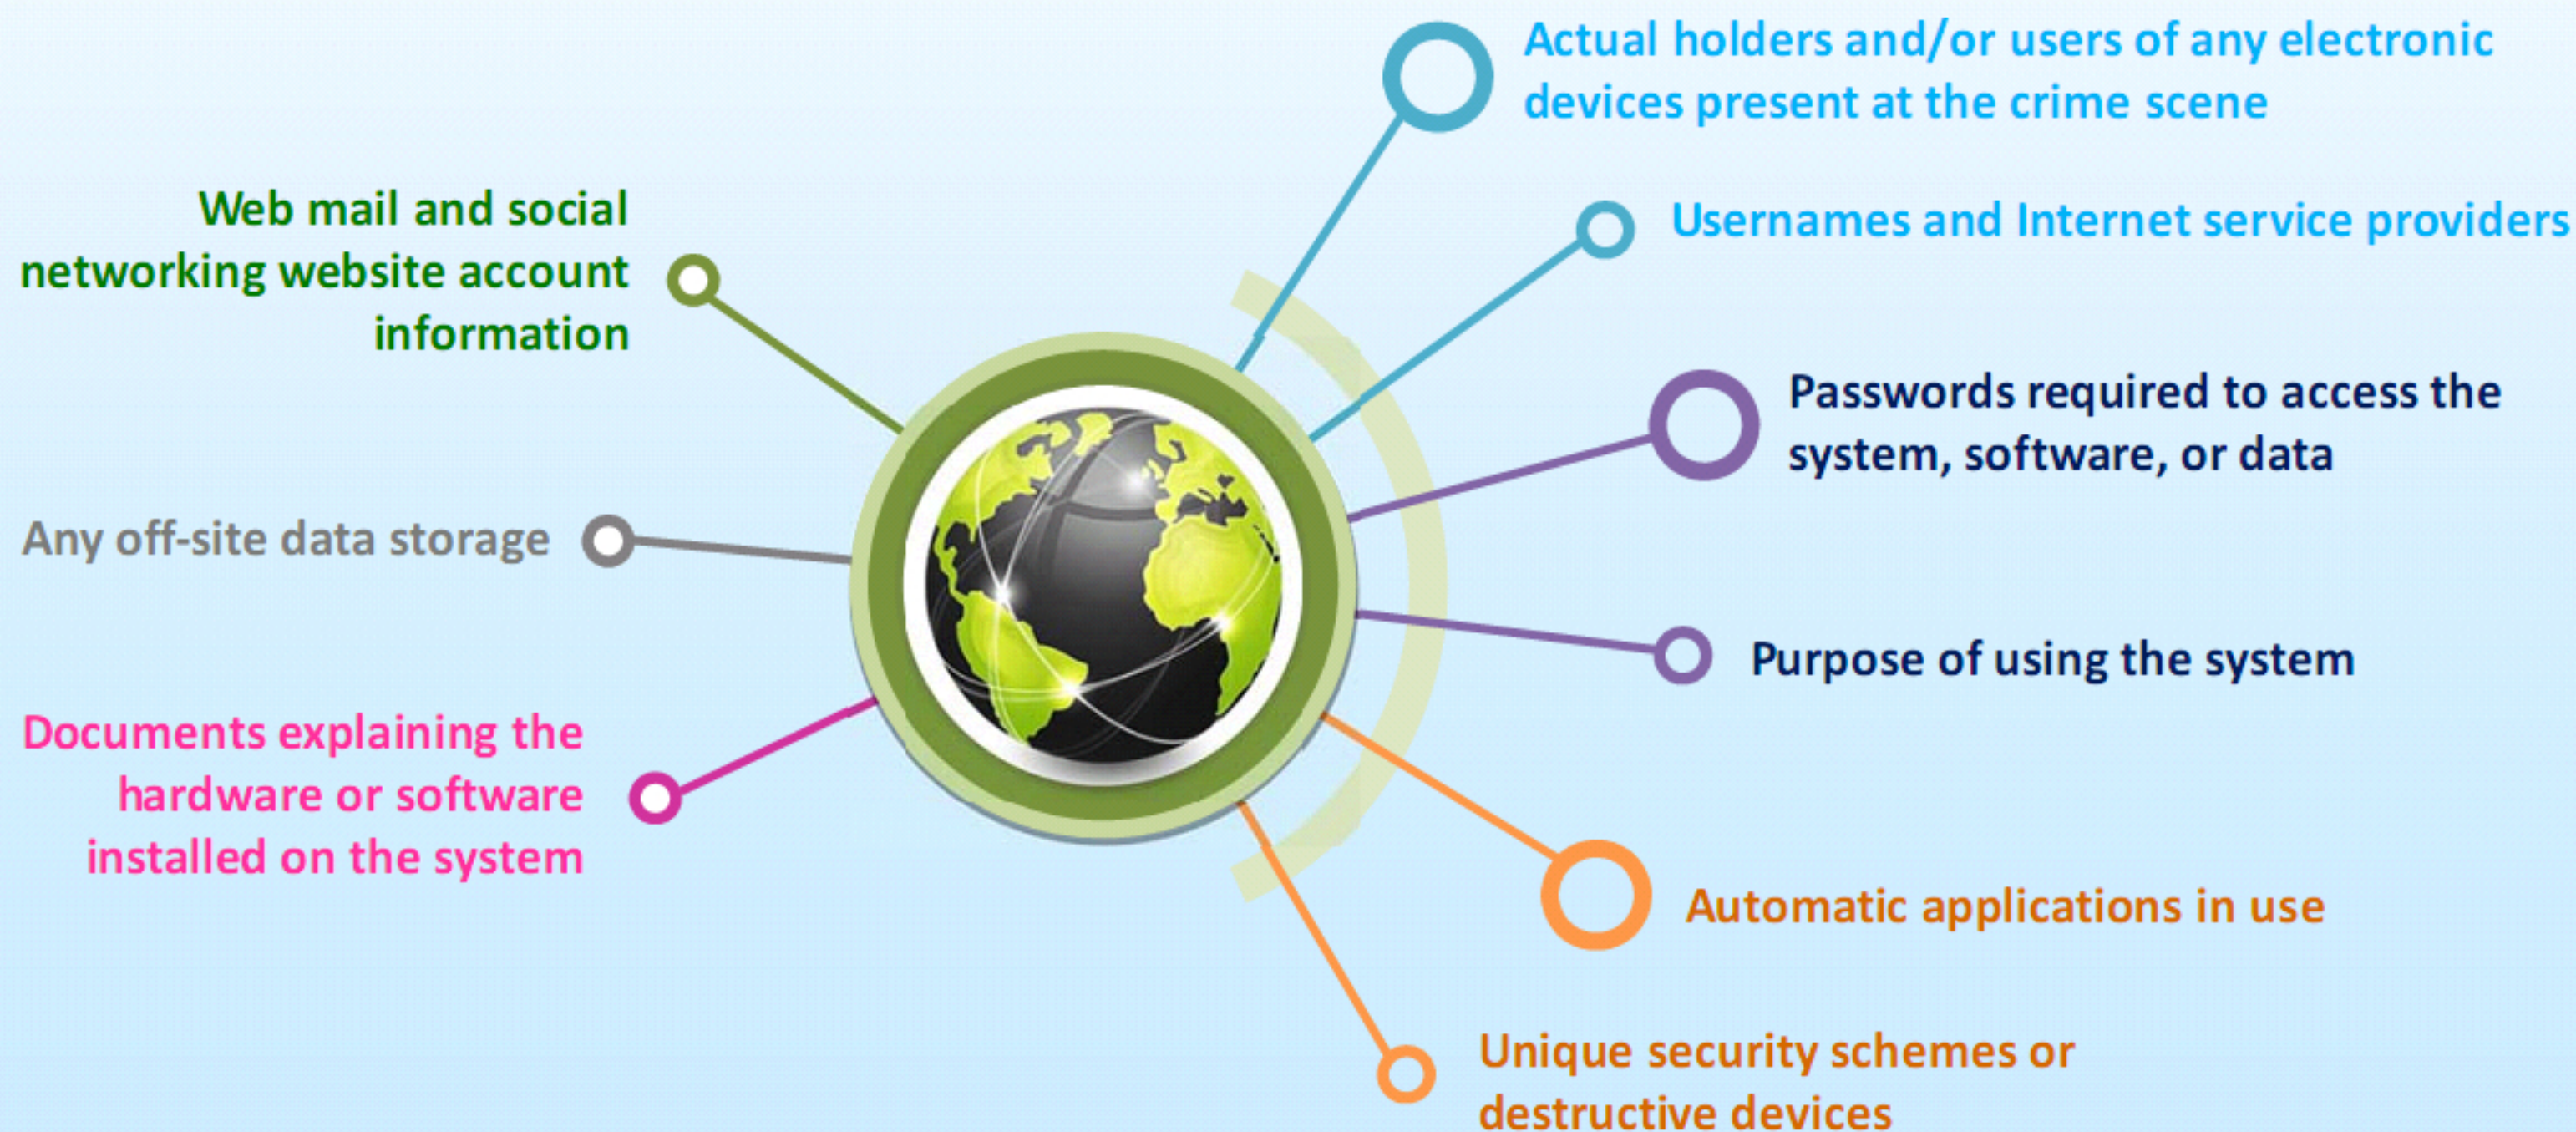 Actual holders and/or users of any electronic
devices present at the crime scene
Usernames and Internet service providers
Passwords required to access the
system, software, or data
Purpose of using the system
Automatic applications in use
Unique security schemes or
destructive devices
Web mail and social
networking website account
information
Any off-site data storage
Documents explaining the
hardware or software
installed on the system